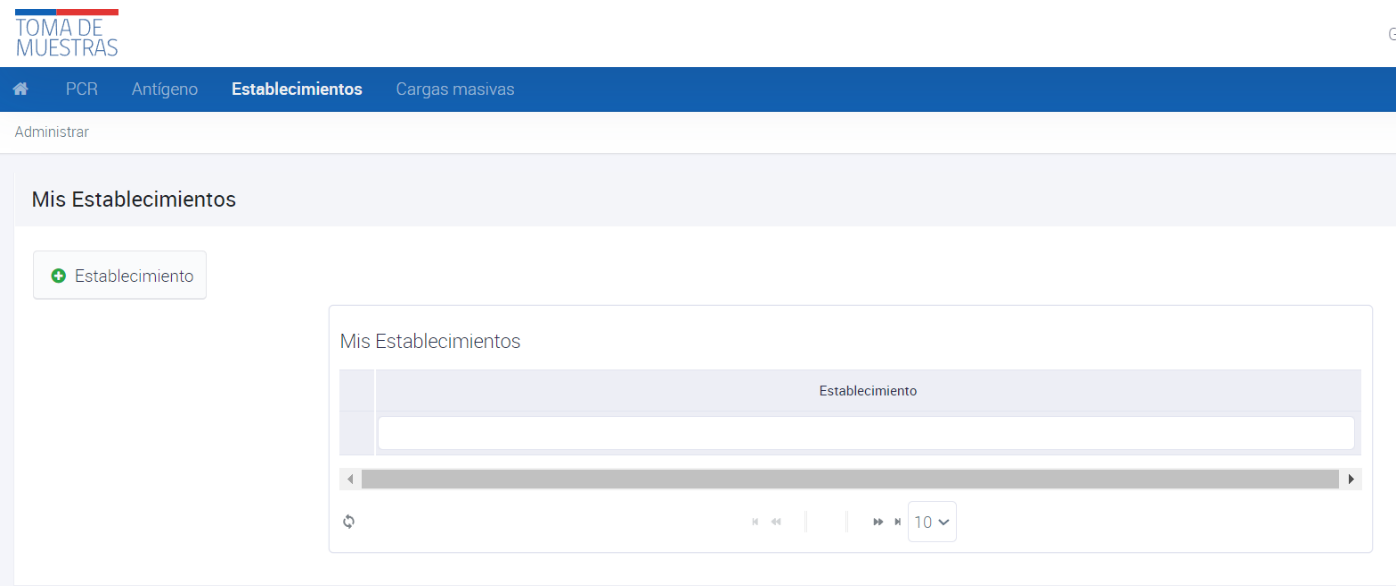 TOMA DE
MUESTRAS
PCR Antígeno Establecimientos Cargas masivas
Administrar
Mis Establecimientos
Establecimiento
Mis Establecimientos
Establecimiento
10